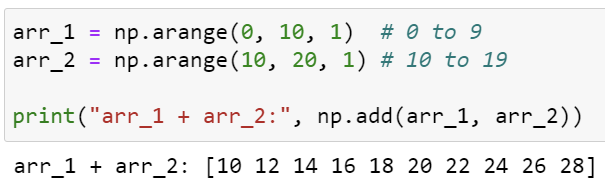 arr_1 = np.arange(0, 10, 1)  # 0 to 9
arr_2 = np.arange(10, 20, 1) # 10 to 19
print("arr_1 + arr_2:", np.add(arr_1, arr_2))
arr_1 + arr_2: [10 12 14 16 18 20 22 24 26 28]